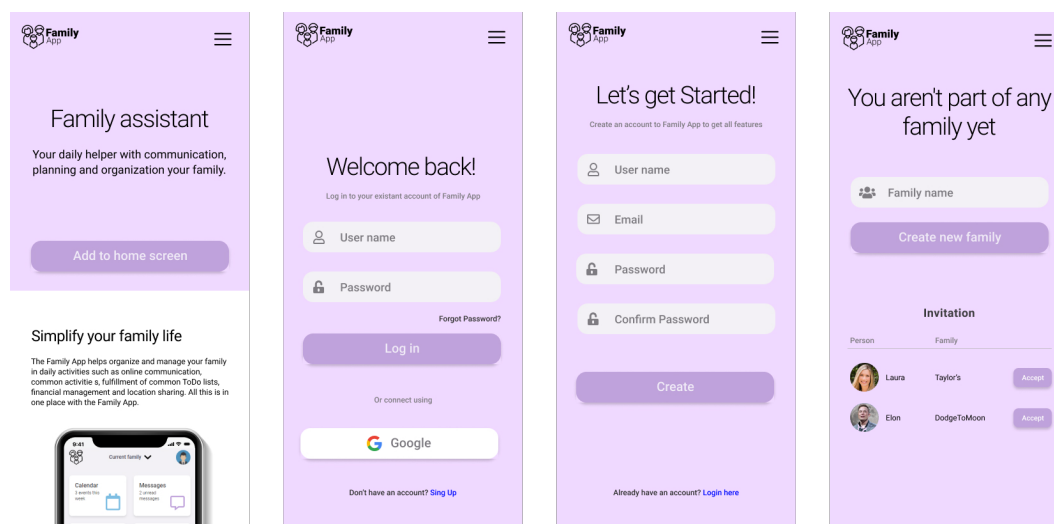 Family
App
Family assistant
Your daily helper with communication,
planning and organization your family.
Add to home screen
Simplify your family life
The Family App helps organize and manage your family
in daily activities such as online communication,
common activitie s, fulfillment of common ToDo lists,
financial management and location sharing. All this is in
one place with the Family App.
9:41
Current family
Calendar
3 events this
week
Messages
2 unread
messages
Family
App
Welcome back!
Log in to your existant account of Family App
User name
Password
Forgot Password?
Log in
Or connect using
Google
Don't have an account? Sing Up
Family
App
Let's get Started!
Create an account to Family App to get all features
User name
Email
Password
Confirm Password
Create
Already have an account? Login here
Family
App
You aren't part of any
family yet
Family name
Create new family
Invitation
Person Family
Laura Taylor's Accept
Elon DodgeToMoon Accept